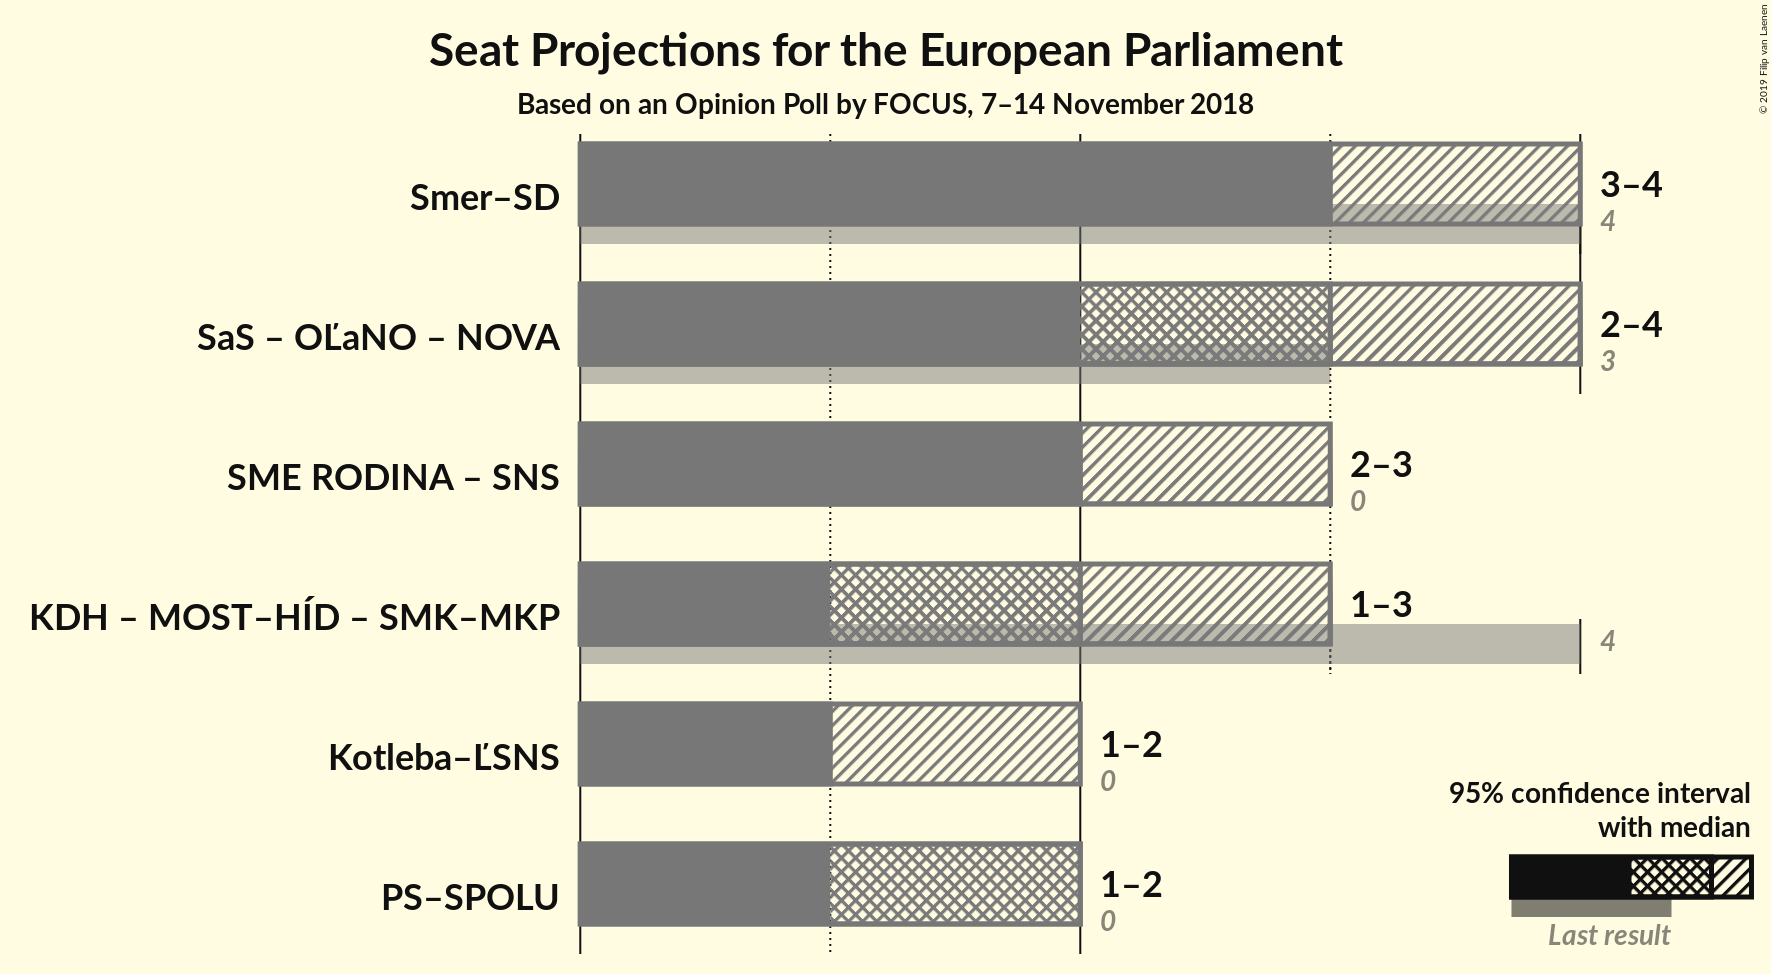 Seat Projections for the European Parliament
Based on an Opinion Poll by FOCUS, 7–14 November 2018
© 2019 Filip van Laenen
Smer–SD
3–4
4
SaS – OĽaNO – NOVA
2–4
3
SME RODINA – SNS
2–3
0
KDH – MOST–HÍD – SMK–MKP
1–3
4
Kotleba–ĽSNS
1–2
0
PS–SPOLU
1–2
0
95% confidence interval
with median
Last result